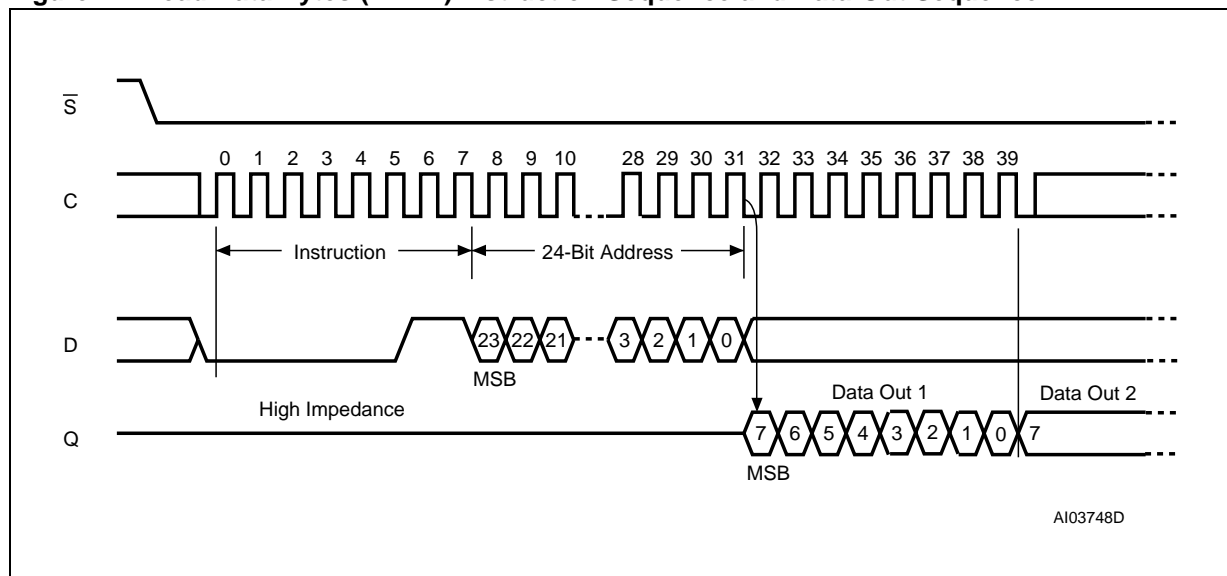 S
0 1 2 3 4 5 6 7 8 9 10 28 29 30 31 32 33 34 35 36 37 38 39
C
Instruction 24-Bit Address
D
23 22 21 3 2 1 0
MSB
High Impedance
Data Out 1 Data Out 2
Q
7 6 5 4 3 2 1 0 7
MSB
AI03748D